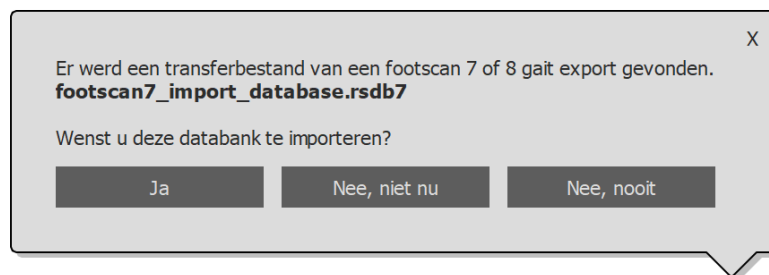 X
Er werd een transferbestand van een footscan 7 of 8 gait export gevonden.
footscan7_import_database.rsdb7
Wenst u deze databank te importeren?
Ja
Nee, niet nu
Nee, nooit